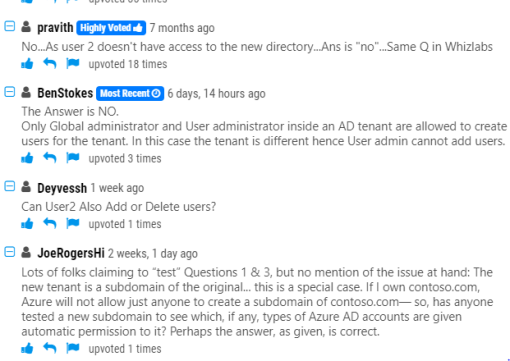 upvoted 35 times
pravith Highly Voted 7 months ago
No...As user 2 doesn't have access to the new directory...Ans is "no"...Same Q in Whizlabs
upvoted 18 times
BenStokes Most Recent 6 days, 14 hours ago
The Answer is NO.
Only Global administrator and User administrator inside an AD tenant are allowed to create
users for the tenant. In this case the tenant is different hence User admin cannot add users.
upvoted 3 times
Deyvessh 1 week ago
Can User2 Also Add or Delete users?
upvoted 1 times
JoeRogersHi 2 weeks, 1 day ago
Lots of folks claiming to "test" Questions 1 & 3, but no mention of the issue at hand: The
new tenant is a subdomain of the original... this is a special case. If I own contoso.com,
Azure will not allow just anyone to create a subdomain of contoso.com— so, has anyone
tested a new subdomain to see which, if any, types of Azure AD accounts are given
automatic permission to it? Perhaps the answer, as given, is correct.
upvoted 1 times